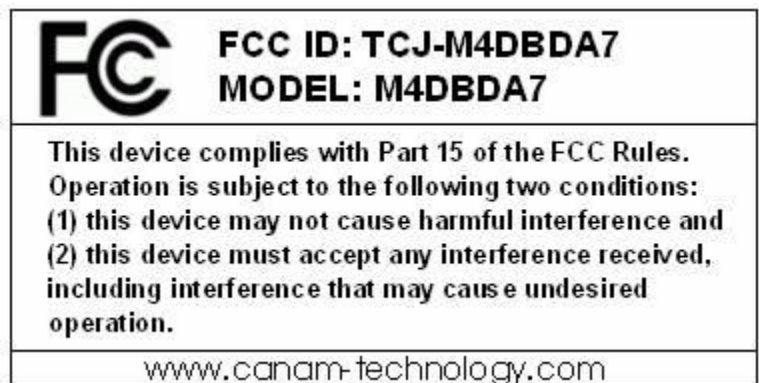 FC FCC ID: TCJ-M4DBDA7
MODEL: M4DBDA7
This device complies with Part 15 of the FCC Rules.
Operation is subject to the following two conditions:
(1) this device may not cause harmful interference and
(2) this device must accept any interference received,
including interference that may cause undesired
operation.
www.canam-technology.com